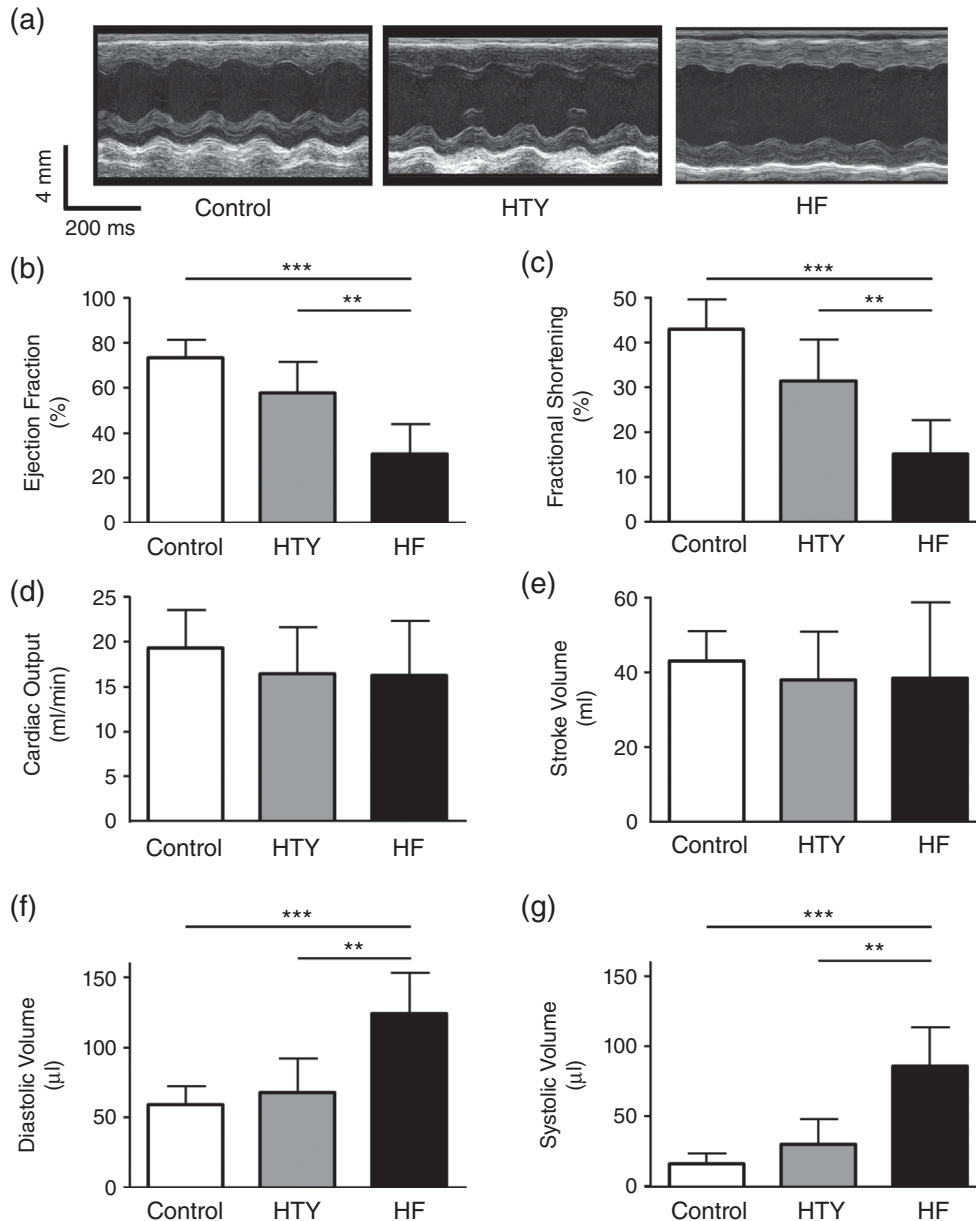 (a)
4 mm
200 ms
Control
HTY
HF
(b)
Ejection Fraction
(%)
100
80
60
40
20
0
***
**
Control
HTY
HF
(c)
Fractional Shortening
(%)
50
40
30
20
10
0
***
**
Control
HTY
HF
(d)
Cardiac Output
(ml/min)
25
20
15
10
5
0
Control
HTY
HF
(e)
Stroke Volume
(ml)
60
40
20
0
Control
HTY
HF
(f)
Diastolic Volume
(µl)
150
100
50
0
***
**
Control
HTY
HF
(g)
Systolic Volume
(µl)
150
100
50
0
***
**
Control
HTY
HF